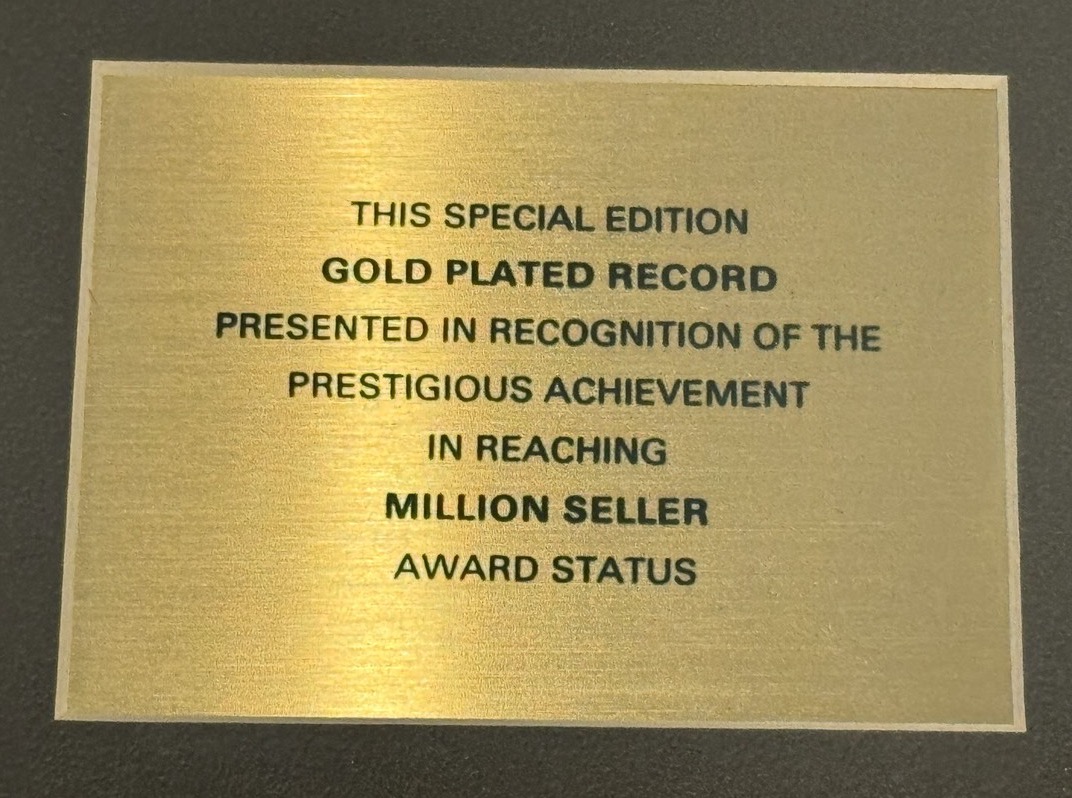 THIS SPECIAL EDITION
GOLD PLATED RECORD
PRESENTED IN RECOGNITION OF THE
PRESTIGIOUS ACHIEVEMENT
IN REACHING
MILLION SELLER
AWARD STATUS